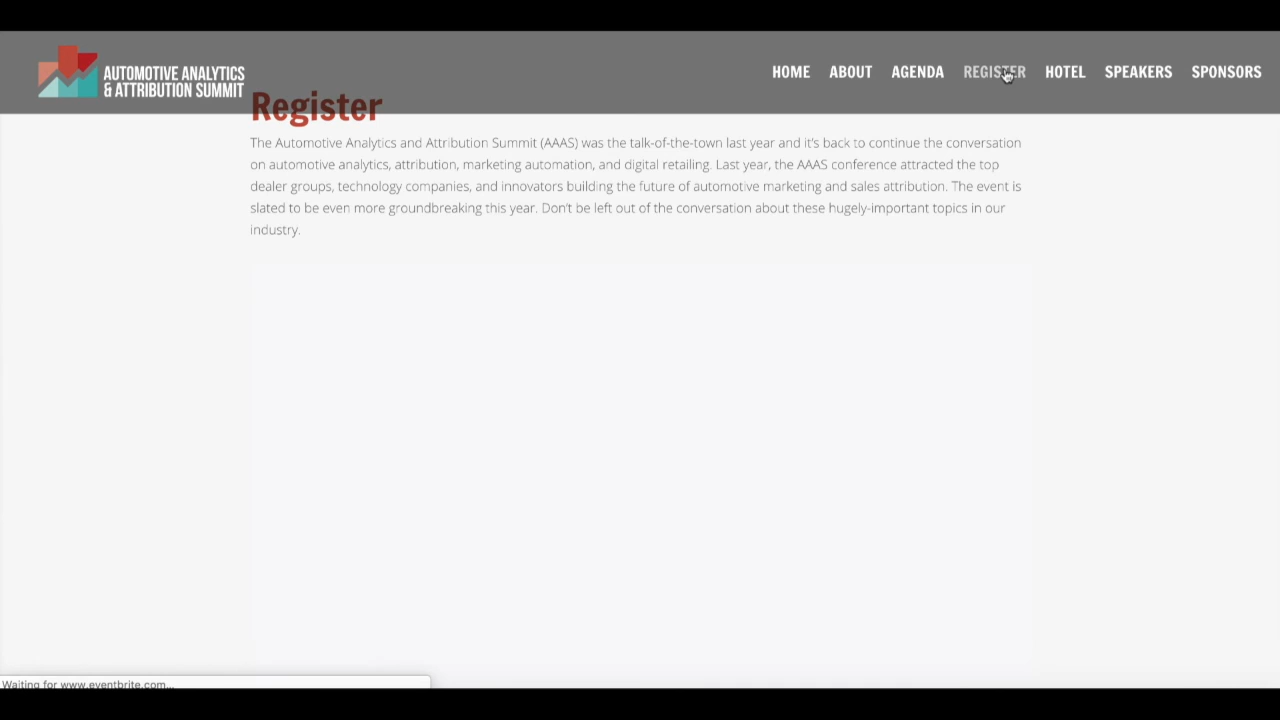 AUTOMOTIVE ANALYTICS
& ATTRIBUTION SUMMIT
HOME ABOUT AGENDA REGISTER HOTEL SPEAKERS SPONSORS
Register
The Automotive Analytics and Attribution Summit (AAAS) was the talk-of-the-town last year and it's back to continue the conversation
on automotive analytics, attribution, marketing automation, and digital retailing. Last year, the AAAS conference attracted the top
dealer groups, technology companies, and innovators building the future of automotive marketing and sales attribution. The event is
slated to be even more groundbreaking this year. Don't be left out of the conversation about these hugely-important topics in our
industry.
Waiting for www.eventbrite.com...